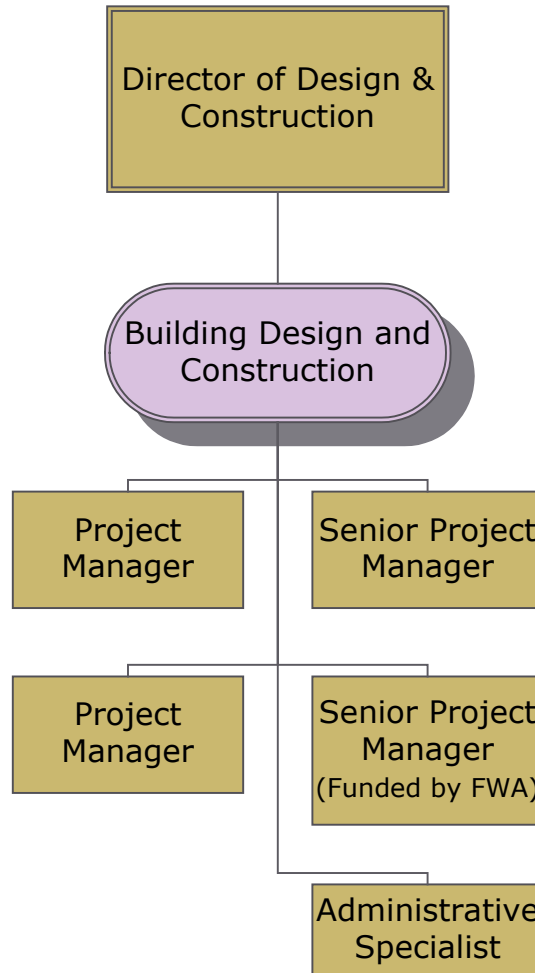 Director of Design &
Construction
Building Design and
Construction
Project
Manager
Senior Project
Manager
Project
Manager
Senior Project
Manager
(Funded by FWA)
Administrative
Specialist